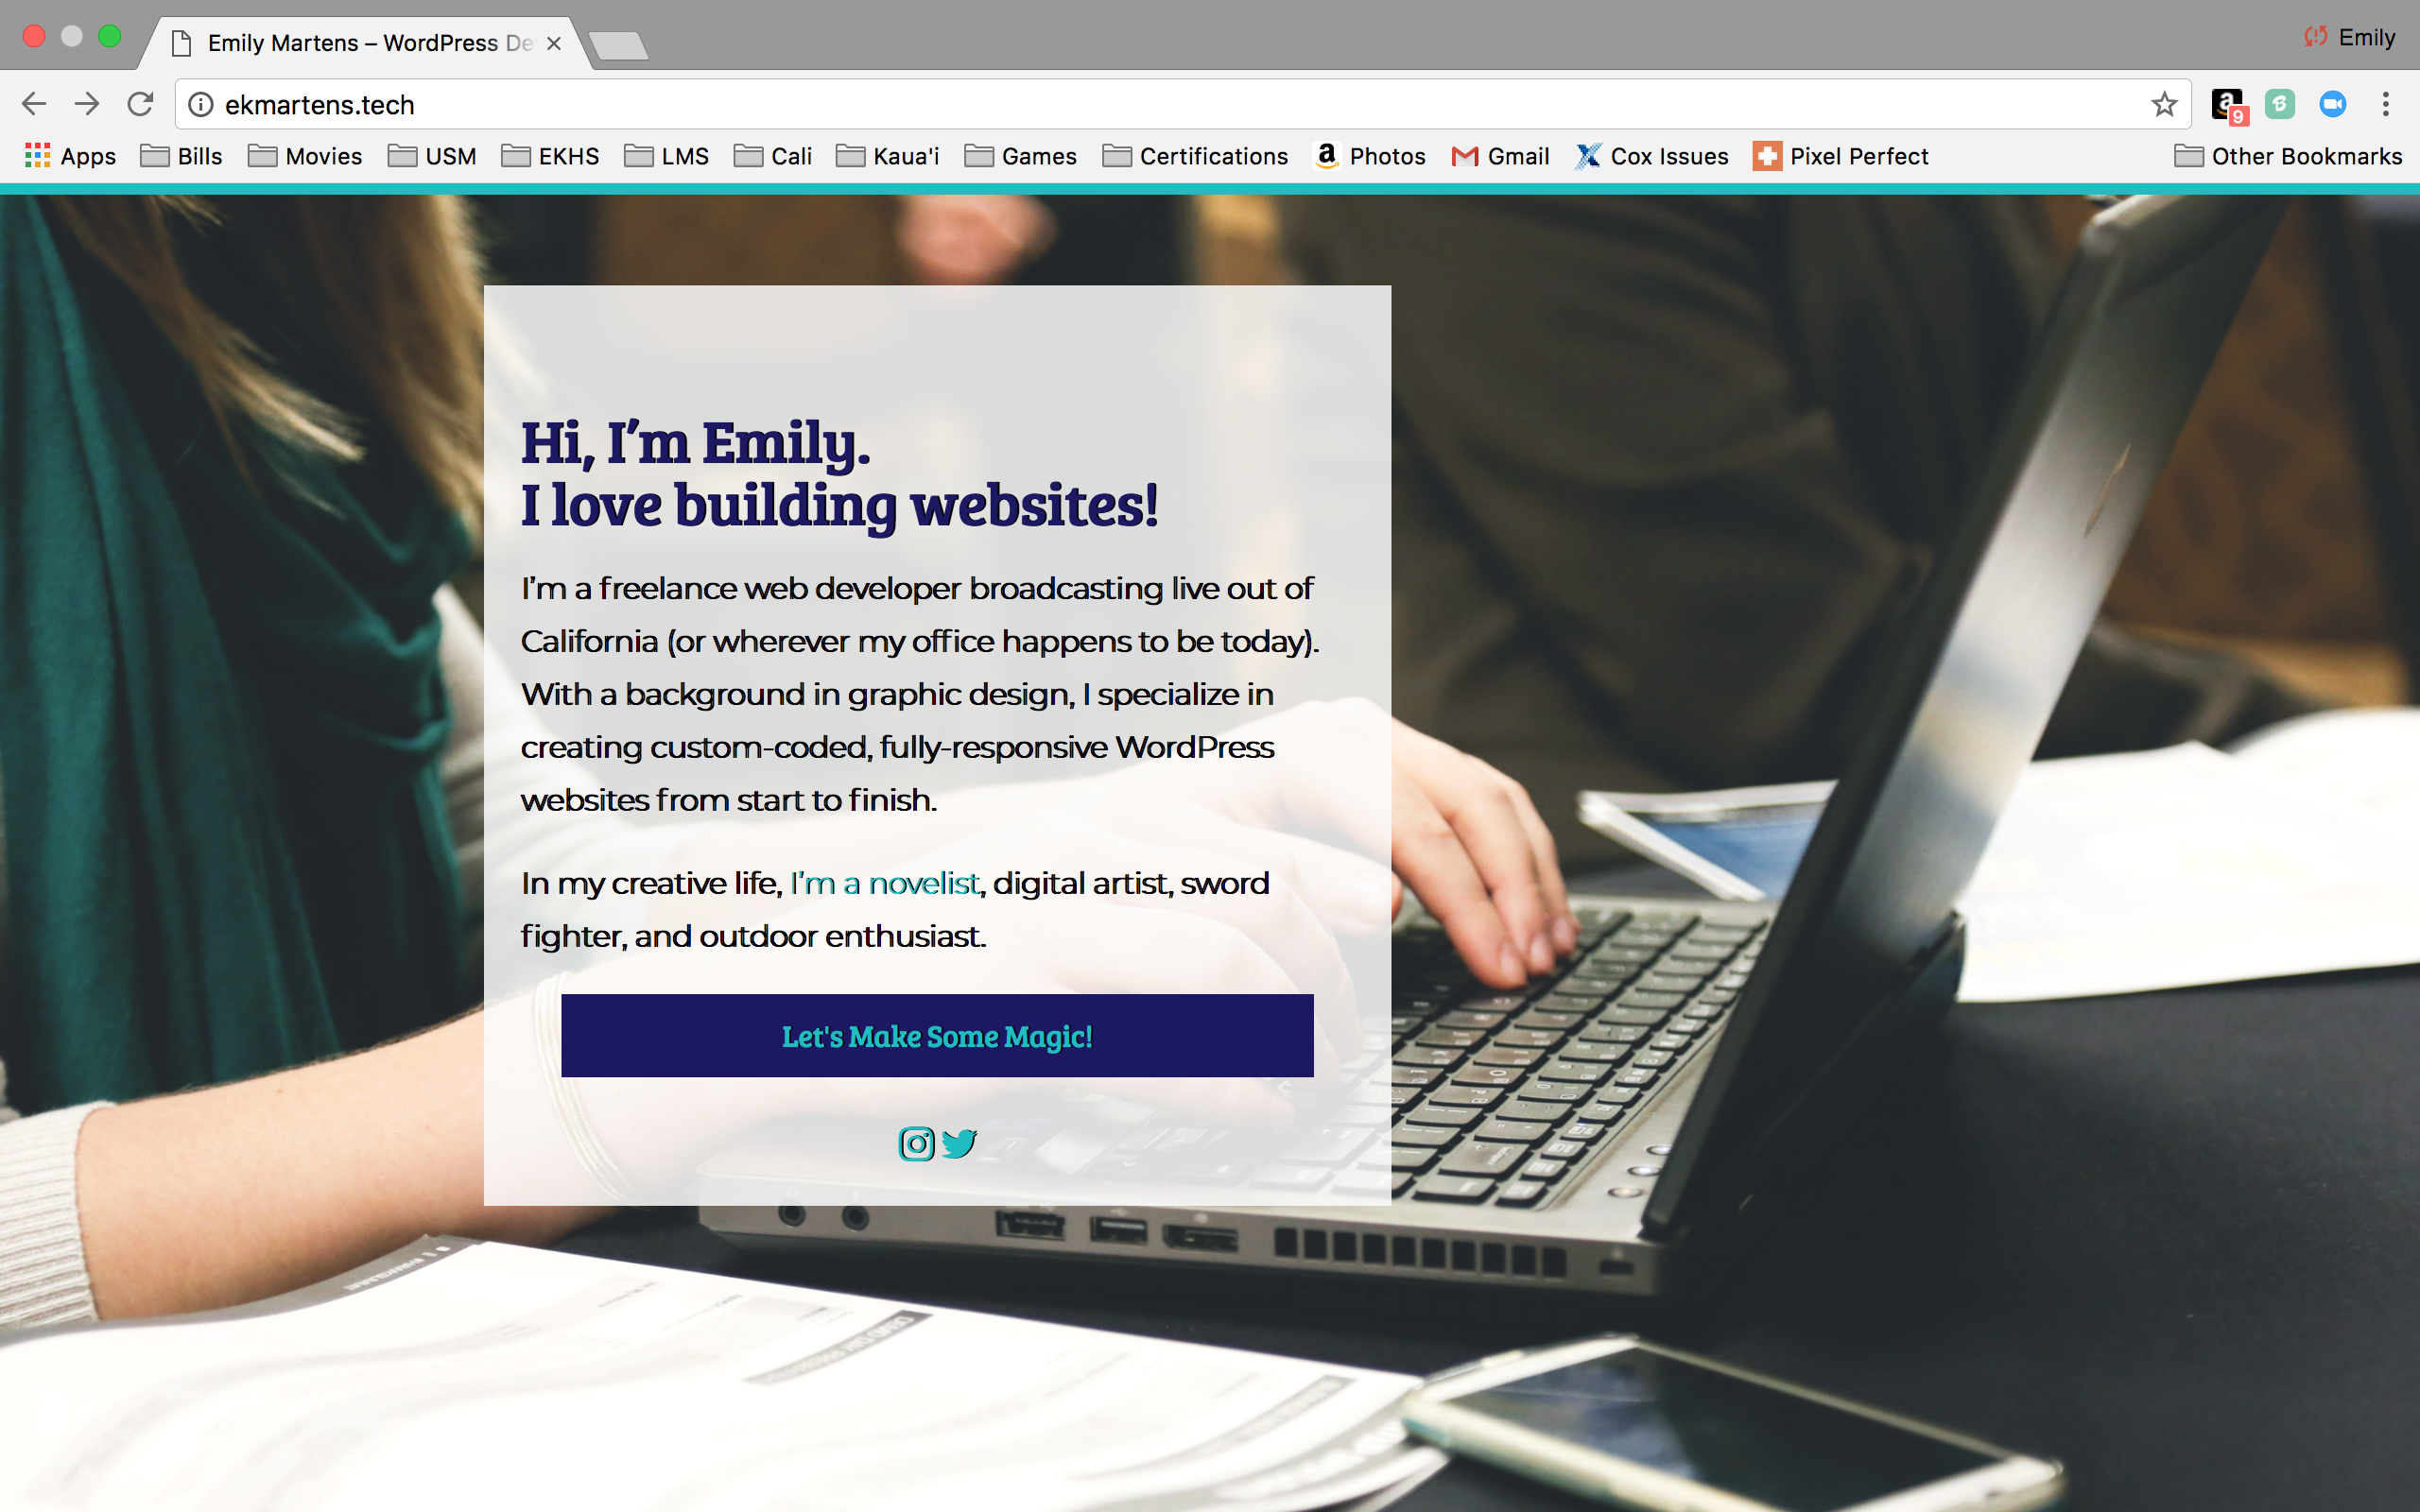 Emily Martens – WordPress De
Emily
ekmartens.tech
9
Apps Bills Movies USM EKHS LMS Cali Kaua'i Games Certifications Photos Gmail Cox Issues Pixel Perfect Other Bookmarks
Hi, I’m Emily.
I love building websites!
I’m a freelance web developer broadcasting live out of
California (or wherever my office happens to be today).
With a background in graphic design, I specialize in
creating custom-coded, fully-responsive WordPress
websites from start to finish.
In my creative life, I’m a novelist, digital artist, sword
fighter, and outdoor enthusiast.
Let's Make Some Magic!